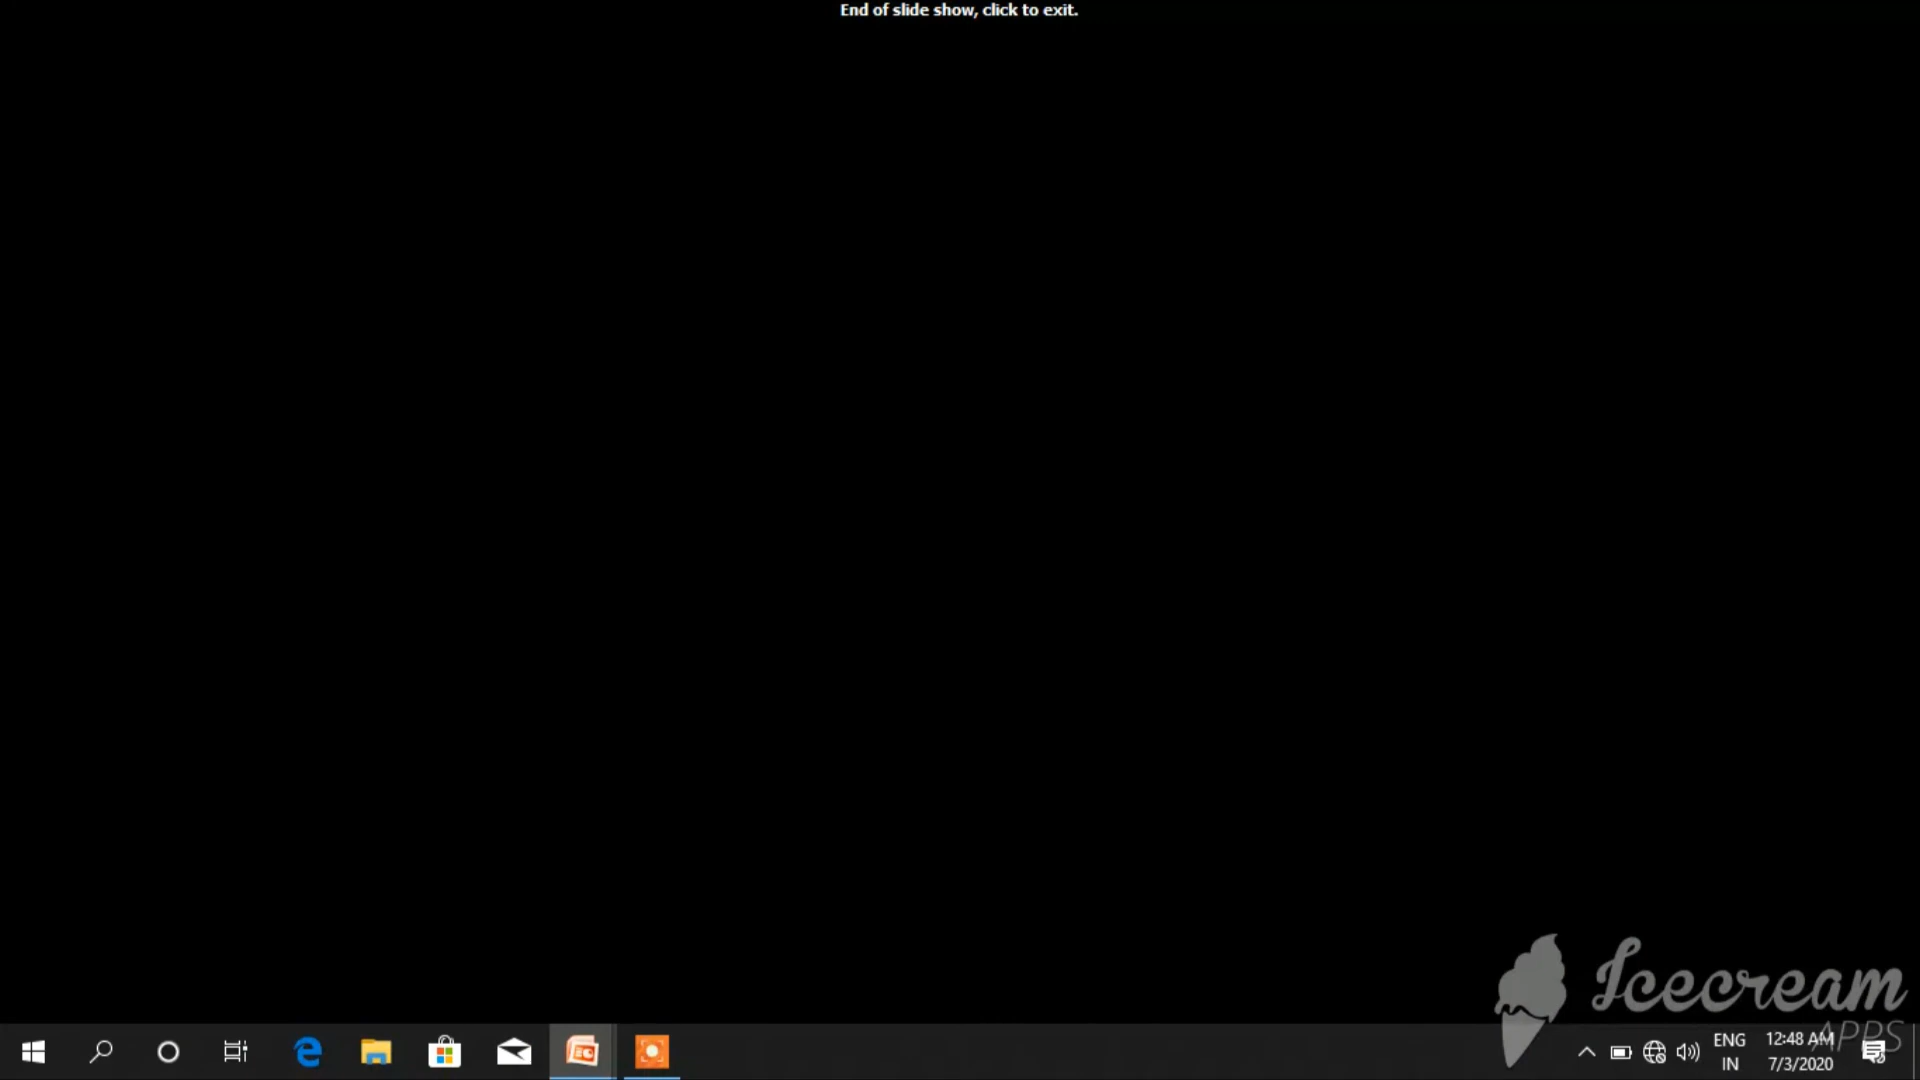 End of slide show, click to exit.
Icecream
APPS
ENG
IN
12:48 AM
7/3/2020